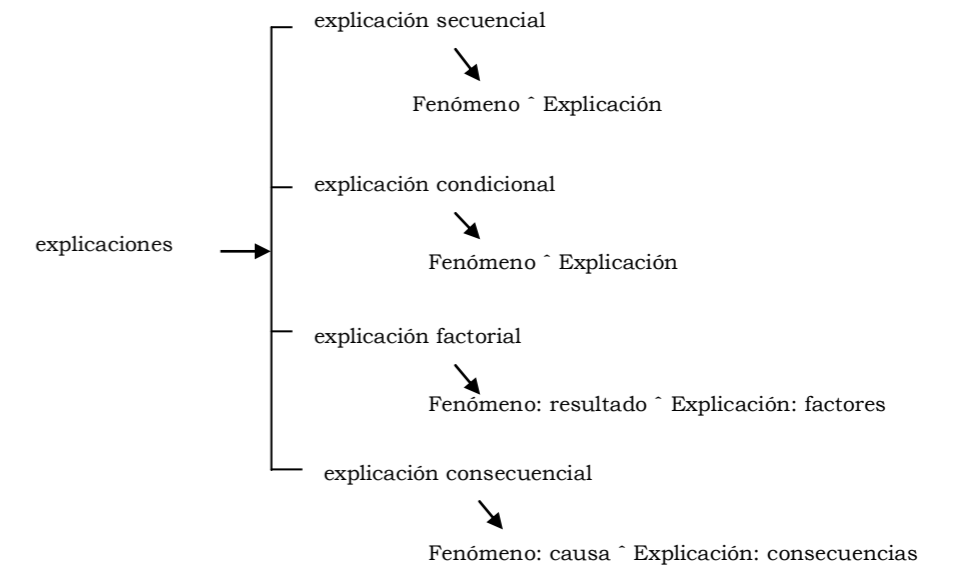 explicación secuencial
Fenómeno ˆ Explicación
explicación condicional
explicaciones
Fenómeno ˆ Explicación
explicación factorial
Fenómeno: resultado ˆ Explicación: factores
explicación consecuencial
Fenómeno: causa ˆ Explicación: consecuencias